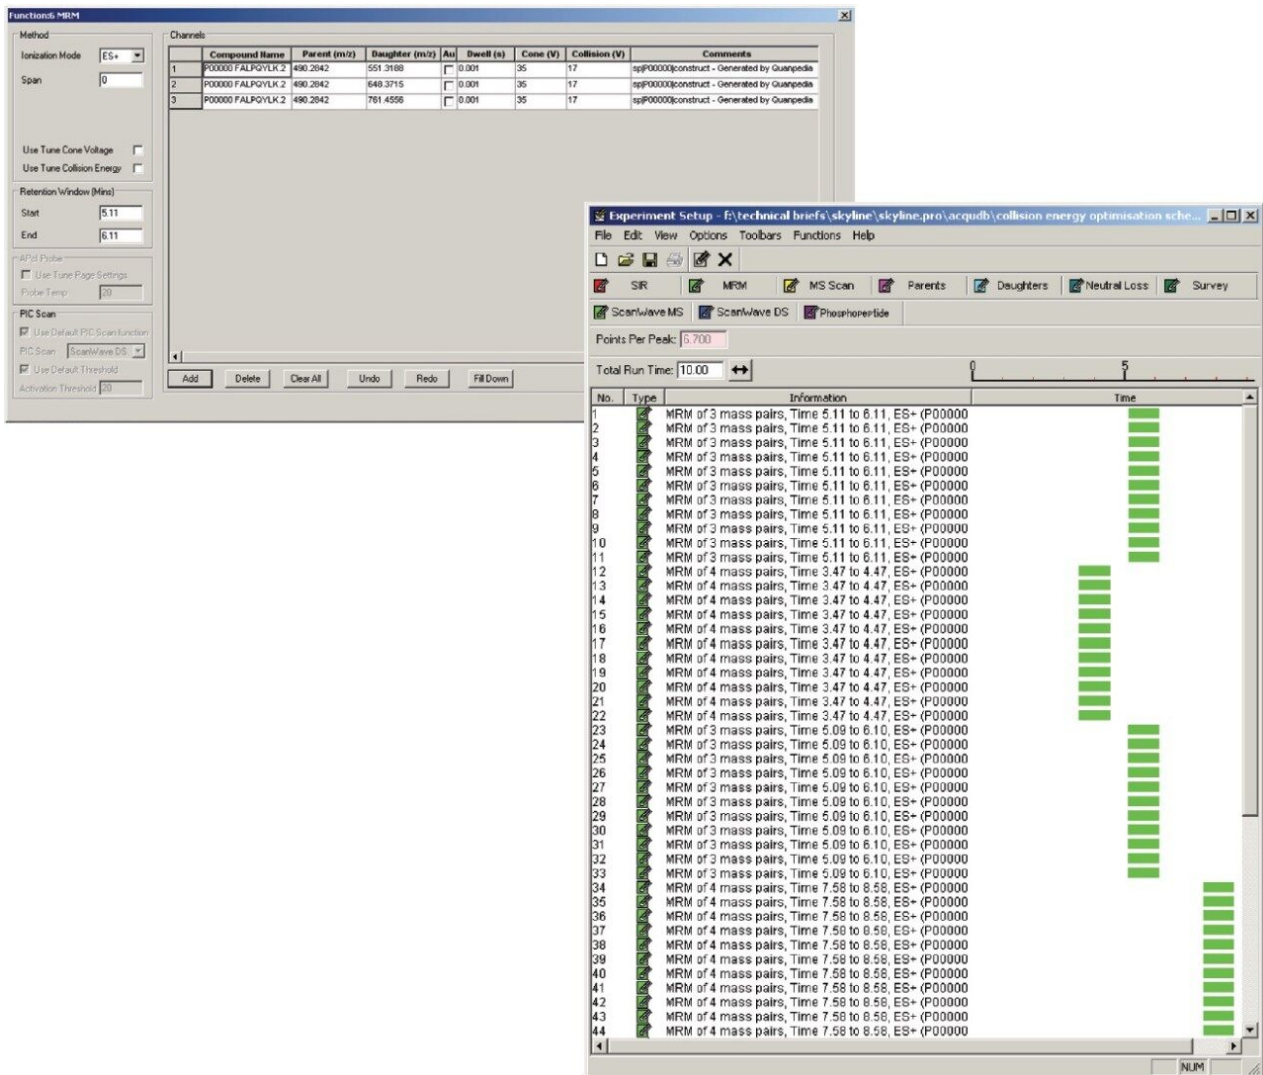 Function:6 MRM
Method
Ionization Mode ES+
Span 0
Use Tune Cone Voltage
Use Tune Collision Energy
Retention Window (Mins)
Start 5.11
End 6.11
APcI Probe
Use Tune Page Settings
Probe Temp 20
PIC Scan
Use Default PIC Scan function
PIC Scan ScanWave DS
Use Default Threshold
Activation Threshold 20
Channels
Compound Name Parent (m/z) Daughter (m/z) Au Dwell (s) Cone (V) Collision (V) Comments
1 P00000 FALPQYLK.2 490.2842 551.3188 0.001 35 17 sp|P00000|construct - Generated by Quanpedia
2 P00000 FALPQYLK.2 490.2842 648.3715 0.001 35 17 sp|P00000|construct - Generated by Quanpedia
3 P00000 FALPQYLK.2 490.2842 761.4556 0.001 35 17 sp|P00000|construct - Generated by Quanpedia
Add Delete Clear All Undo Redo Fill Down
Experiment Setup - f:\technical briefs\skyline\skyline.pro\acqudb\collision energy optimisation sche...
File Edit View Options Toolbars Functions Help
SIR MRM MS Scan Parents Daughters Neutral Loss Survey
ScanWave MS ScanWave DS Phosphopeptide
Points Per Peak: 6.700
Total Run Time: 10.00
0 5
No. Type Information Time
1 MRM of 3 mass pairs, Time 5.11 to 6.11, ES+ (P00000
2 MRM of 3 mass pairs, Time 5.11 to 6.11, ES+ (P00000
3 MRM of 3 mass pairs, Time 5.11 to 6.11, ES+ (P00000
4 MRM of 3 mass pairs, Time 5.11 to 6.11, ES+ (P00000
5 MRM of 3 mass pairs, Time 5.11 to 6.11, ES+ (P00000
6 MRM of 3 mass pairs, Time 5.11 to 6.11, ES+ (P00000
7 MRM of 3 mass pairs, Time 5.11 to 6.11, ES+ (P00000
8 MRM of 3 mass pairs, Time 5.11 to 6.11, ES+ (P00000
9 MRM of 3 mass pairs, Time 5.11 to 6.11, ES+ (P00000
10 MRM of 3 mass pairs, Time 5.11 to 6.11, ES+ (P00000
11 MRM of 3 mass pairs, Time 5.11 to 6.11, ES+ (P00000
12 MRM of 4 mass pairs, Time 3.47 to 4.47, ES+ (P00000
13 MRM of 4 mass pairs, Time 3.47 to 4.47, ES+ (P00000
14 MRM of 4 mass pairs, Time 3.47 to 4.47, ES+ (P00000
15 MRM of 4 mass pairs, Time 3.47 to 4.47, ES+ (P00000
16 MRM of 4 mass pairs, Time 3.47 to 4.47, ES+ (P00000
17 MRM of 4 mass pairs, Time 3.47 to 4.47, ES+ (P00000
18 MRM of 4 mass pairs, Time 3.47 to 4.47, ES+ (P00000
19 MRM of 4 mass pairs, Time 3.47 to 4.47, ES+ (P00000
20 MRM of 4 mass pairs, Time 3.47 to 4.47, ES+ (P00000
21 MRM of 4 mass pairs, Time 3.47 to 4.47, ES+ (P00000
22 MRM of 4 mass pairs, Time 3.47 to 4.47, ES+ (P00000
23 MRM of 3 mass pairs, Time 5.09 to 6.10, ES+ (P00000
24 MRM of 3 mass pairs, Time 5.09 to 6.10, ES+ (P00000
25 MRM of 3 mass pairs, Time 5.09 to 6.10, ES+ (P00000
26 MRM of 3 mass pairs, Time 5.09 to 6.10, ES+ (P00000
27 MRM of 3 mass pairs, Time 5.09 to 6.10, ES+ (P00000
28 MRM of 3 mass pairs, Time 5.09 to 6.10, ES+ (P00000
29 MRM of 3 mass pairs, Time 5.09 to 6.10, ES+ (P00000
30 MRM of 3 mass pairs, Time 5.09 to 6.10, ES+ (P00000
31 MRM of 3 mass pairs, Time 5.09 to 6.10, ES+ (P00000
32 MRM of 3 mass pairs, Time 5.09 to 6.10, ES+ (P00000
33 MRM of 3 mass pairs, Time 5.09 to 6.10, ES+ (P00000
34 MRM of 4 mass pairs, Time 7.58 to 8.58, ES+ (P00000
35 MRM of 4 mass pairs, Time 7.58 to 8.58, ES+ (P00000
36 MRM of 4 mass pairs, Time 7.58 to 8.58, ES+ (P00000
37 MRM of 4 mass pairs, Time 7.58 to 8.58, ES+ (P00000
38 MRM of 4 mass pairs, Time 7.58 to 8.58, ES+ (P00000
39 MRM of 4 mass pairs, Time 7.58 to 8.58, ES+ (P00000
40 MRM of 4 mass pairs, Time 7.58 to 8.58, ES+ (P00000
41 MRM of 4 mass pairs, Time 7.58 to 8.58, ES+ (P00000
42 MRM of 4 mass pairs, Time 7.58 to 8.58, ES+ (P00000
43 MRM of 4 mass pairs, Time 7.58 to 8.58, ES+ (P00000
44 MRM of 4 mass pairs, Time 7.58 to 8.58, ES+ (P00000
NUM